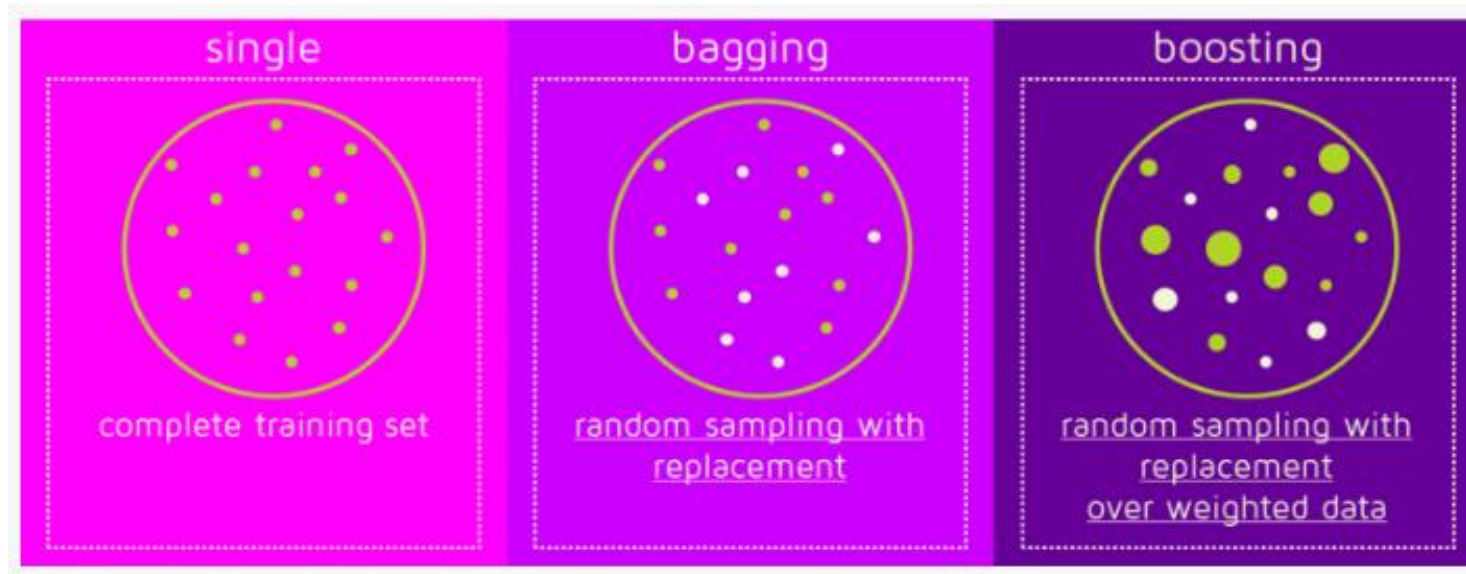 single
complete training set
bagging
random sampling with
replacement
boosting
random sampling with
replacement
over weighted data